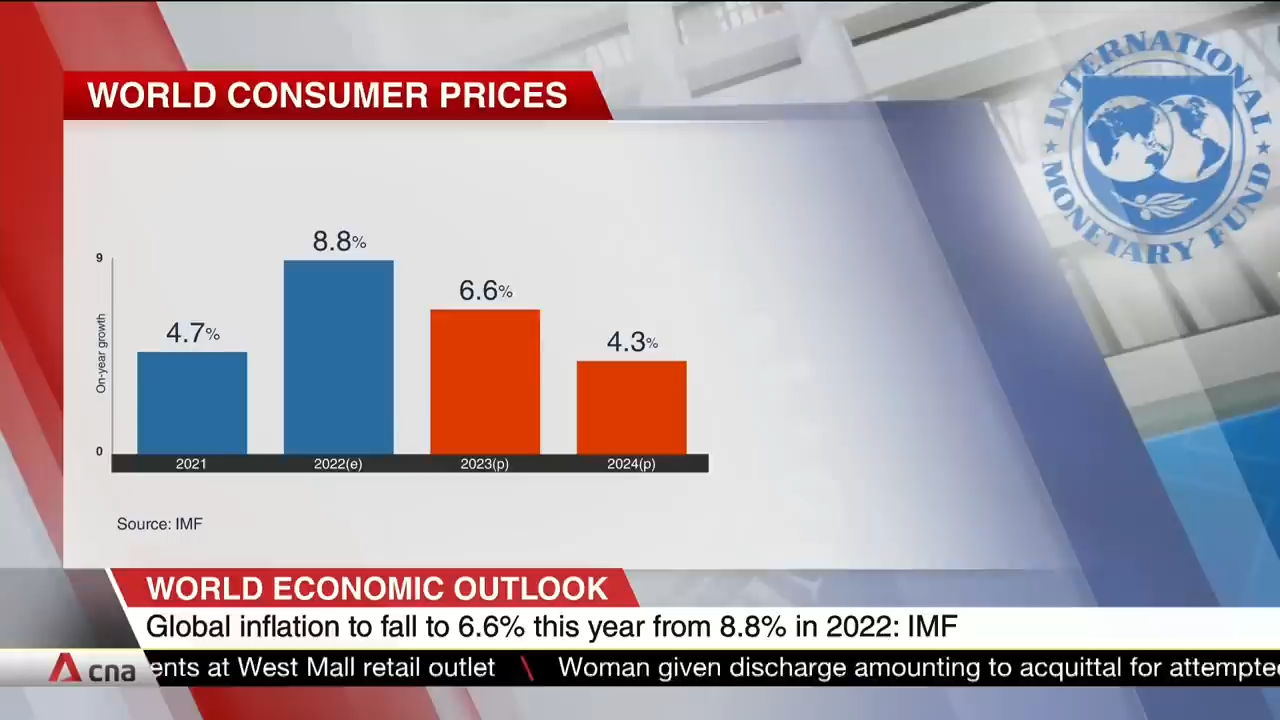 WORLD CONSUMER PRICES
INTERNATIONAL
MONETARY FUND
8.8%
9
6.6%
4.7%
4.3%
On-year growth
0
2021
2022(e)
2023(p)
2024(p)
Source: IMF
WORLD ECONOMIC OUTLOOK
Global inflation to fall to 6.6% this year from 8.8% in 2022: IMF
cna
ents at West Mall retail outlet \ Woman given discharge amounting to acquittal for attempted